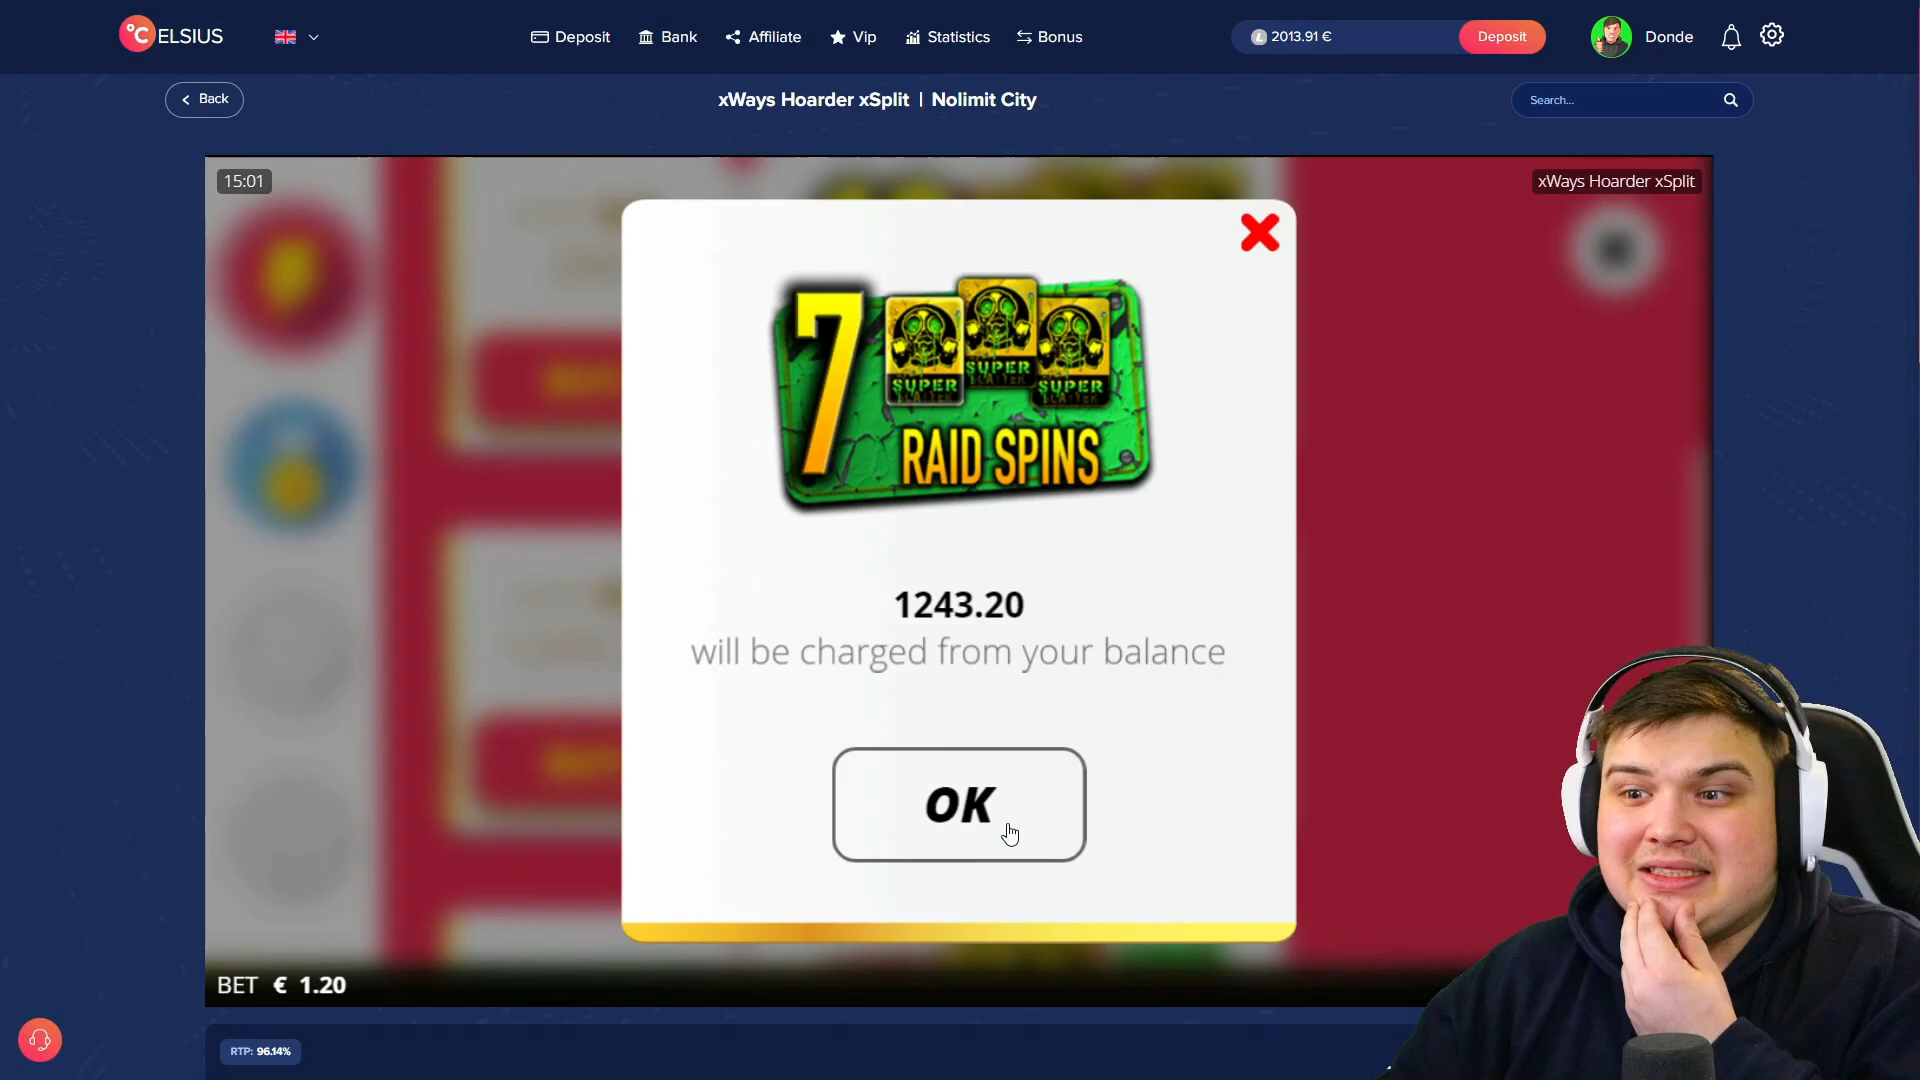 °CELSIUS
Deposit
Bank
Affiliate
Vip
Statistics
Bonus
2013.91 €
Deposit
Donde
Back
xWays Hoarder xSplit | Nolimit City
Search...
15:01
xWays Hoarder xSplit
7
SUPER
SUPER
SUPER
RAID SPINS
1243.20
will be charged from your balance
OK
BET € 1.20
RTP: 96.14%